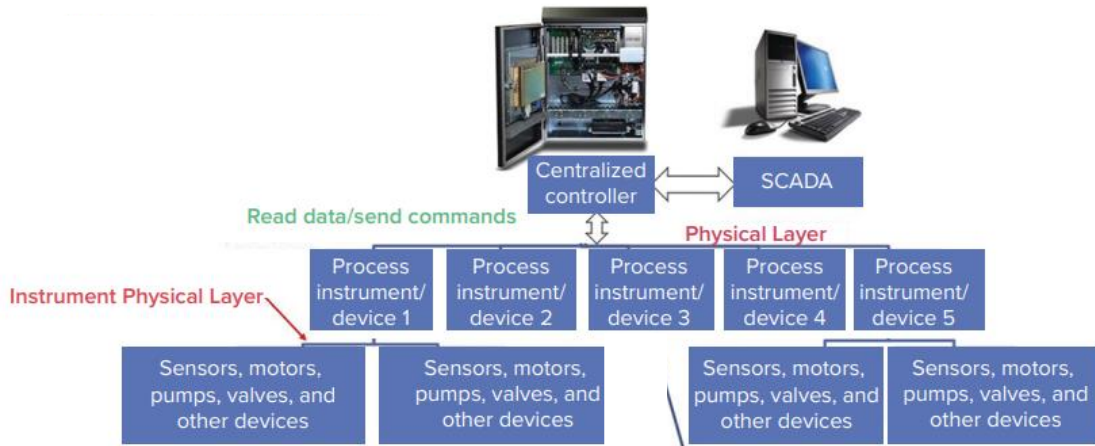 Centralized
controller
SCADA
Read data/send commands
Physical Layer
Process
instrument/
device 1
Process
instrument/
device 2
Process
instrument/
device 3
Process
instrument/
device 4
Process
instrument/
device 5
Instrument Physical Layer
Sensors, motors,
pumps, valves, and
other devices
Sensors, motors,
pumps, valves, and
other devices
Sensors, motors,
pumps, valves, and
other devices
Sensors, motors,
pumps, valves, and
other devices